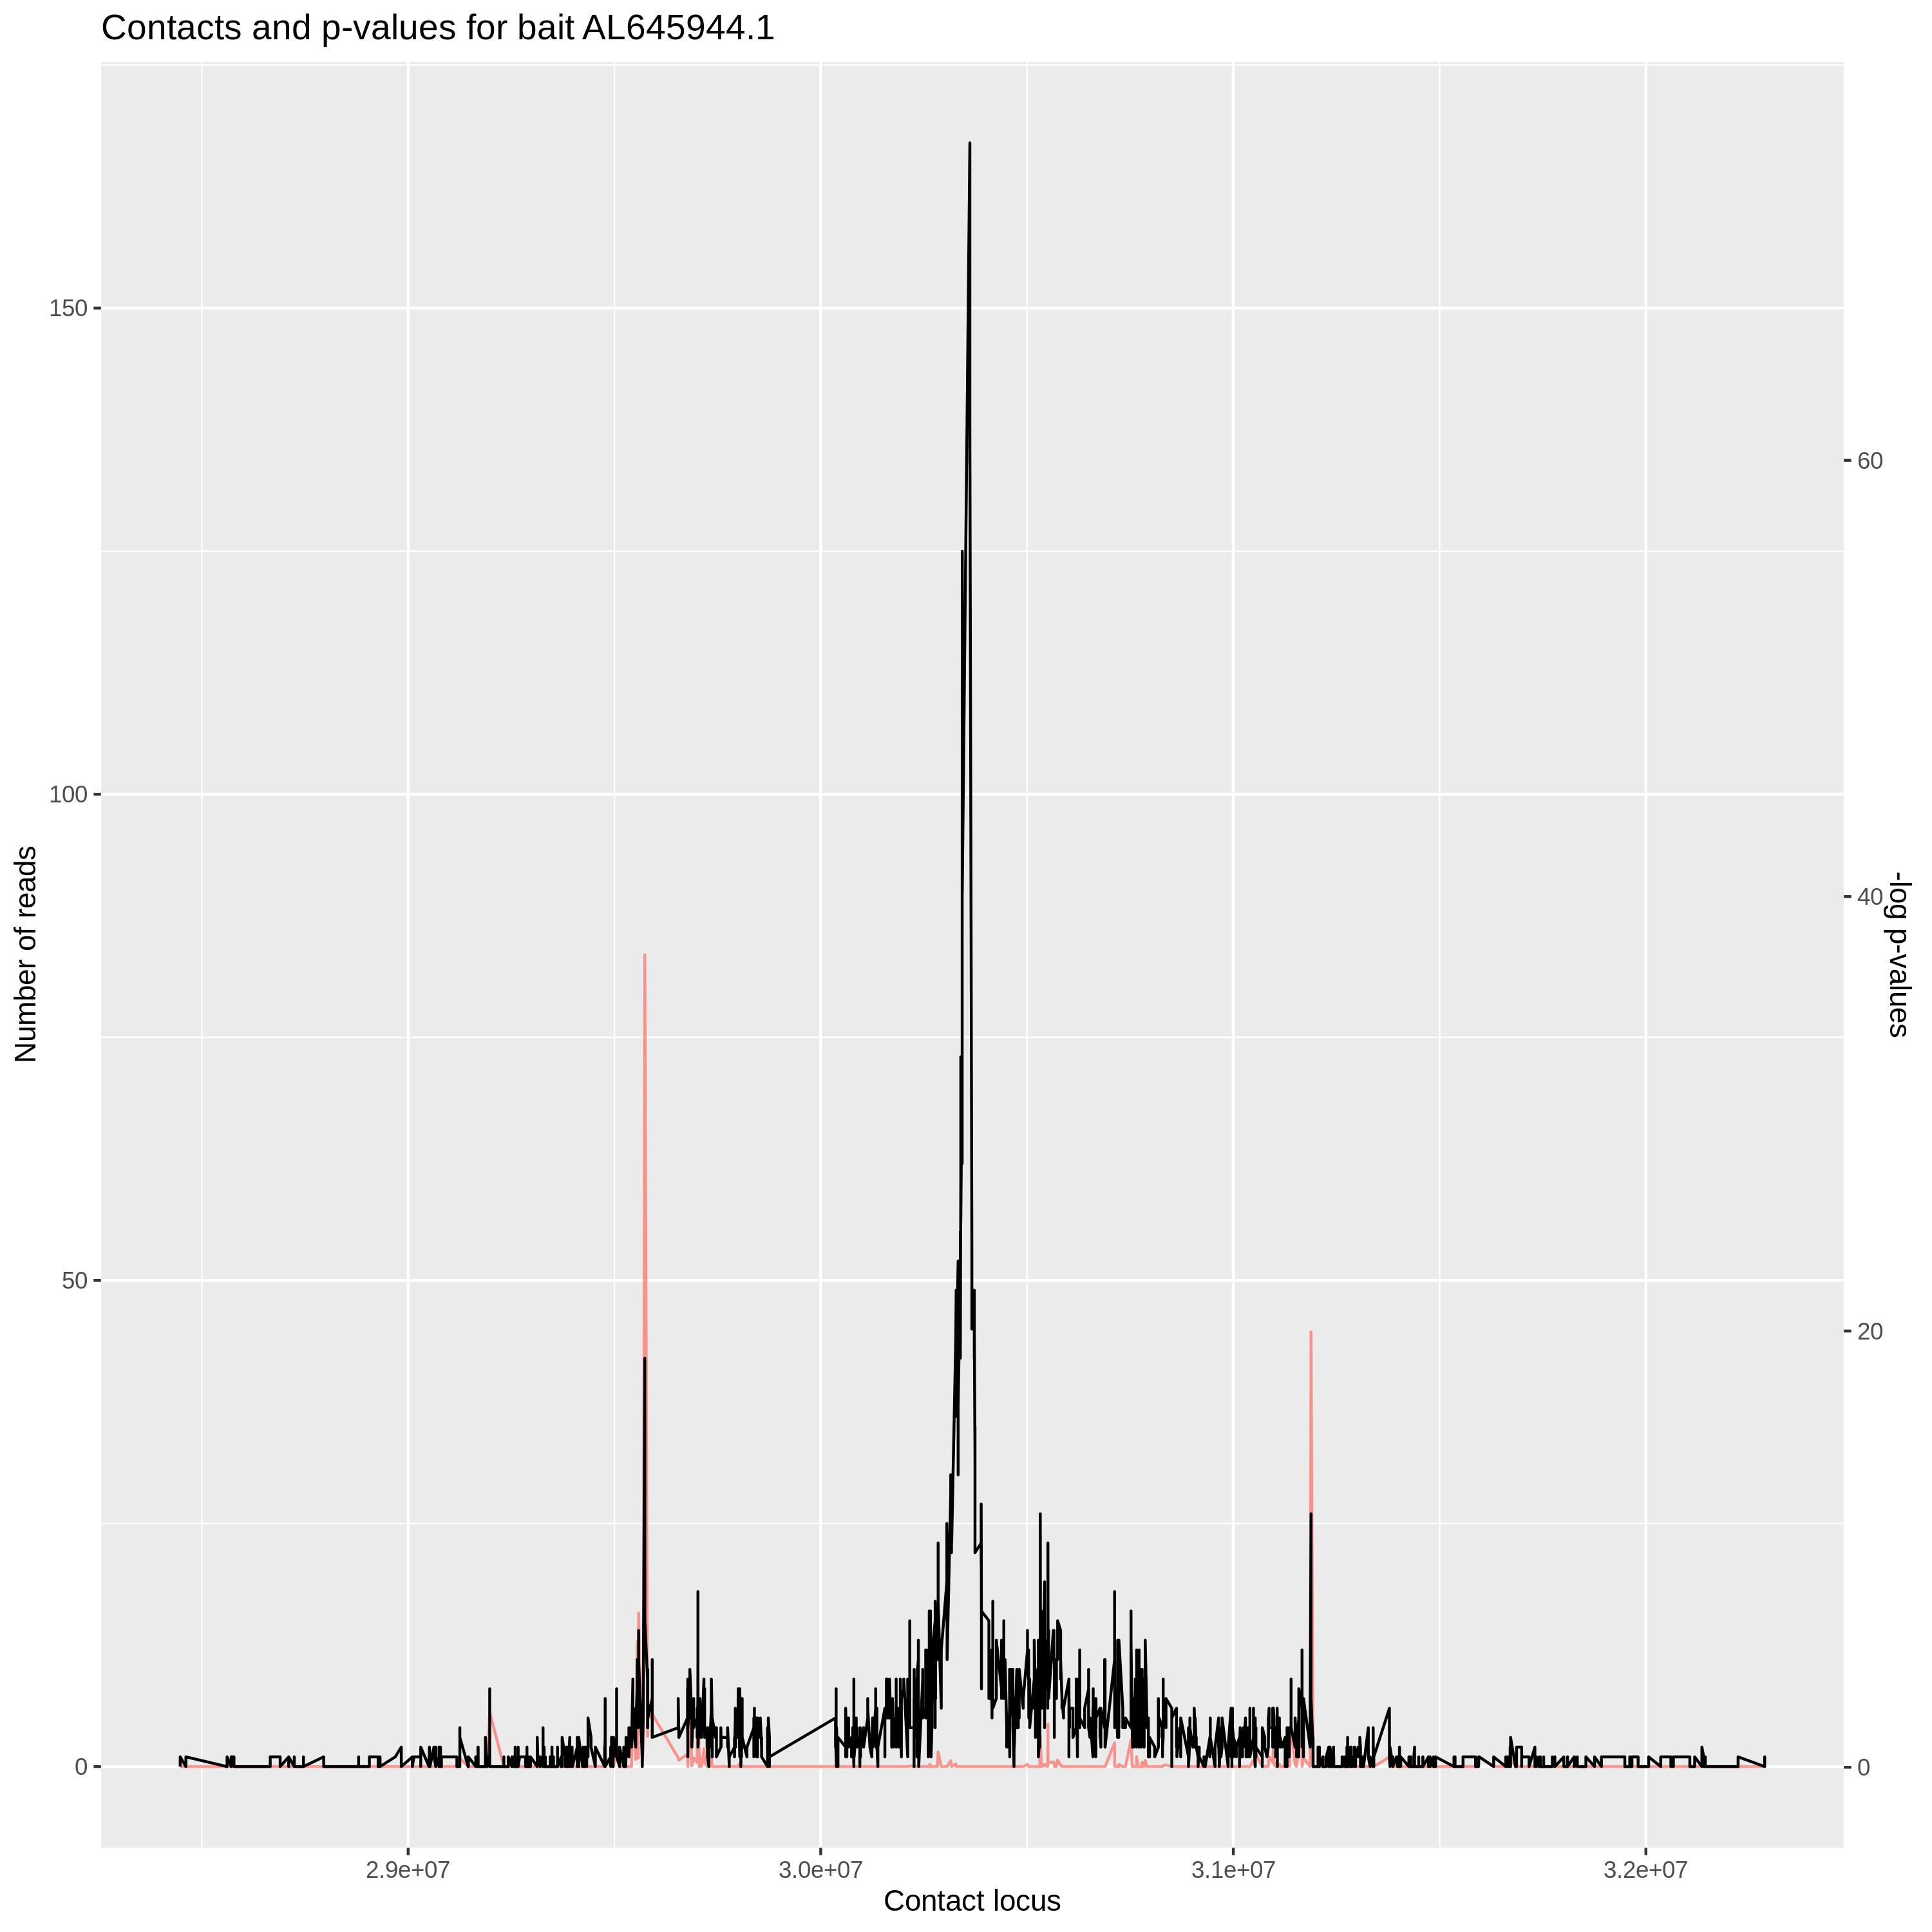 Contacts and p-values for bait AL645944.1
150
100
50
0
60
40
20
0
Number of reads
-log p-values
2.9e+07
3.0e+07
3.1e+07
3.2e+07
Contact locus